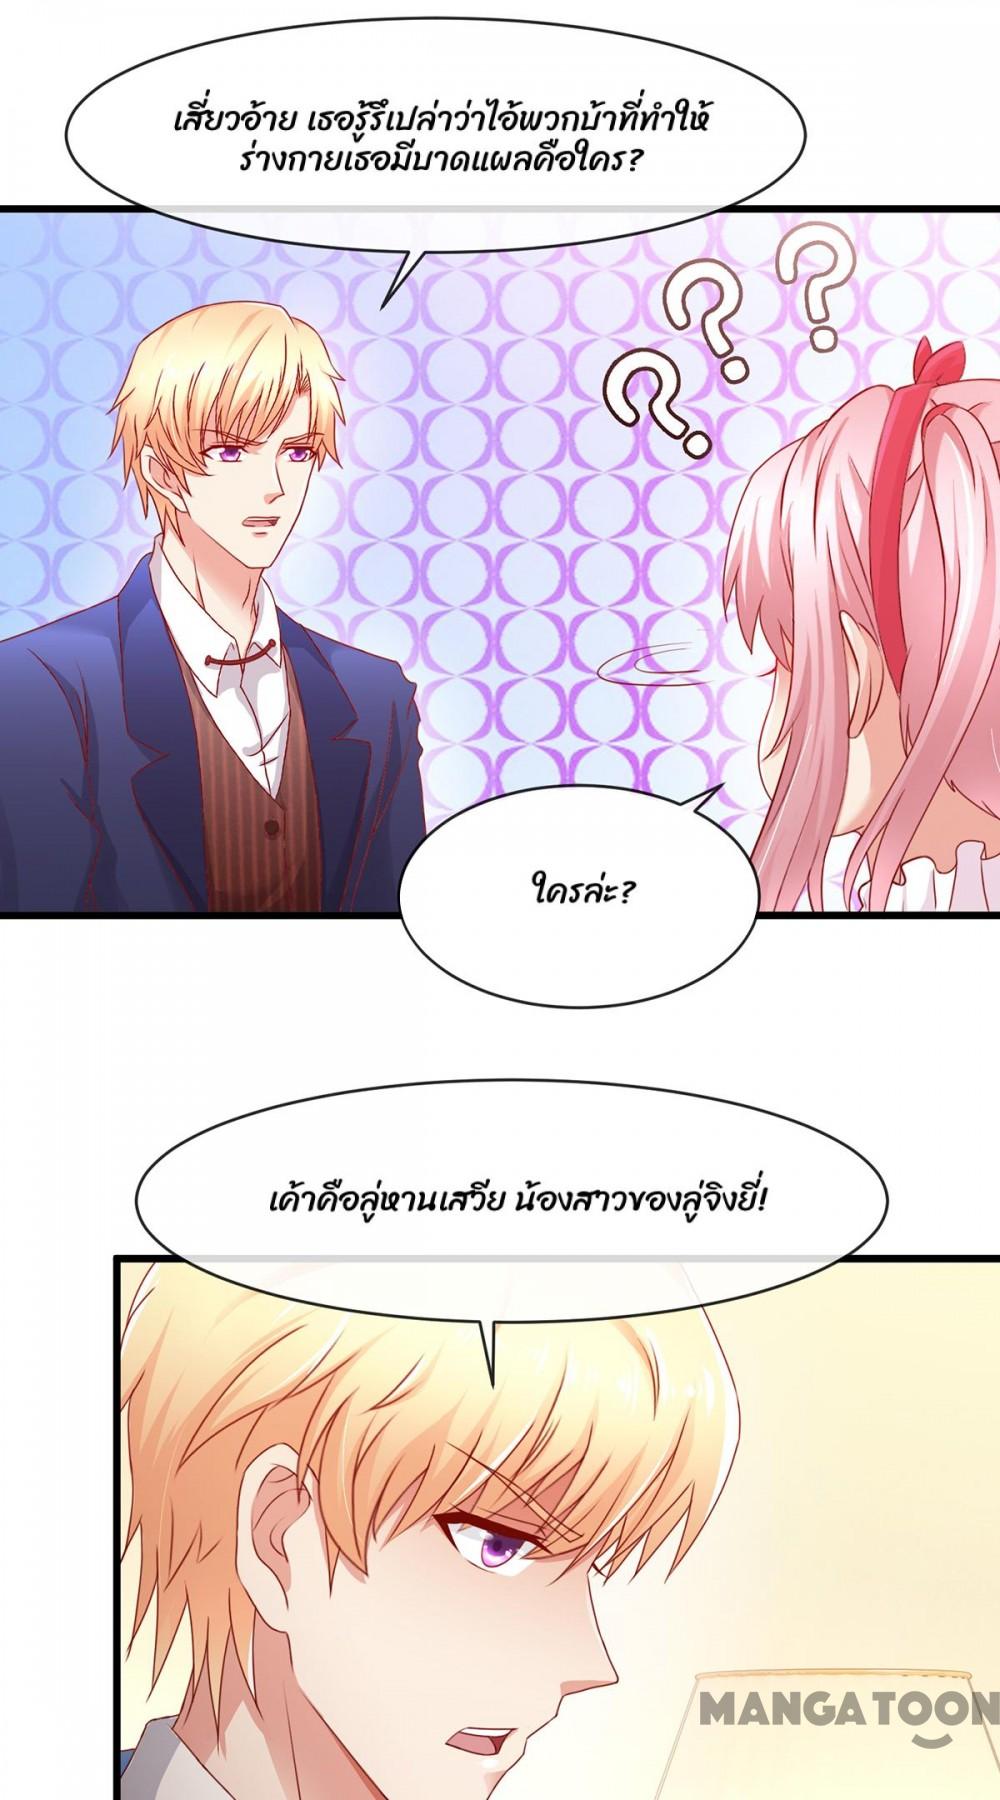 เสี่ยวอ้าย เธอรู้รึเปล่าว่าไอ้พวกบ้าที่ทำให้
ร่างกายเธอมีบาดแผลคือใคร?
ใครล่ะ?
เค้าคือลู่หานเสวีย น้องสาวของลู่จิงยี่!
MANGATOON